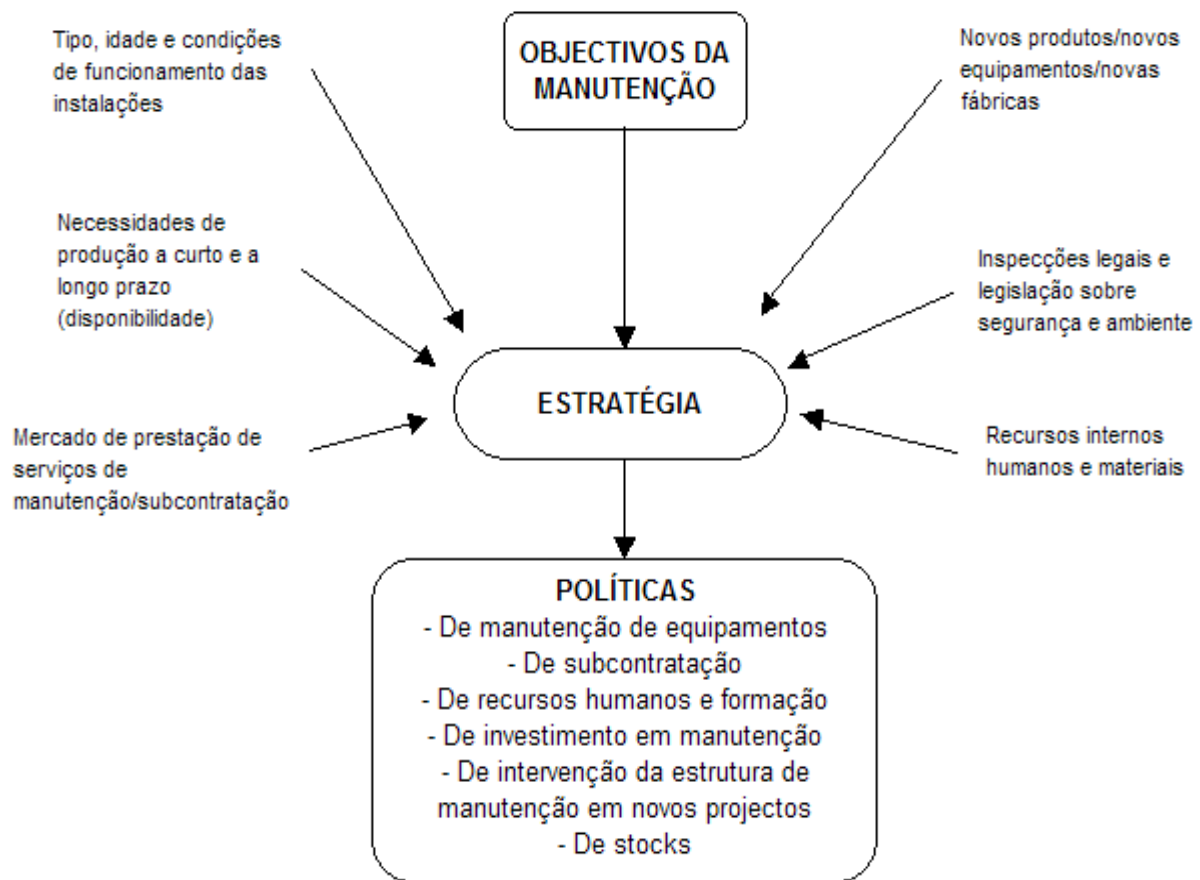 Tipo, idade e condições
de funcionamento das
instalações
OBJECTIVOS DA
MANUTENÇÃO
Novos produtos/novos
equipamentos/novas
fábricas
Necessidades de
produção a curto e a
longo prazo
(disponibilidade)
Inspecções legais e
legislação sobre
segurança e ambiente
ESTRATÉGIA
Mercado de prestação de
serviços de
manutenção/subcontratação
Recursos internos
humanos e materiais
POLÍTICAS
- De manutenção de equipamentos
- De subcontratação
- De recursos humanos e formação
- De investimento em manutenção
- De intervenção da estrutura de
manutenção em novos projectos
- De stocks